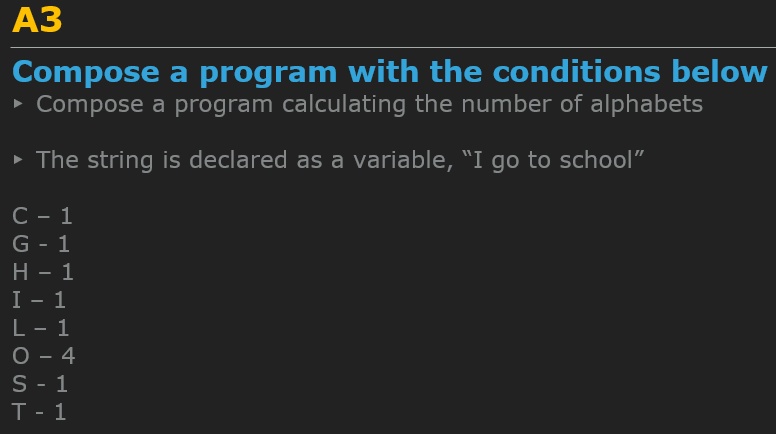 A3
Compose a program with the conditions below
‣ Compose a program calculating the number of alphabets
‣ The string is declared as a variable, “I go to school”
C – 1
G - 1
H – 1
I – 1
L – 1
O – 4
S - 1
T - 1